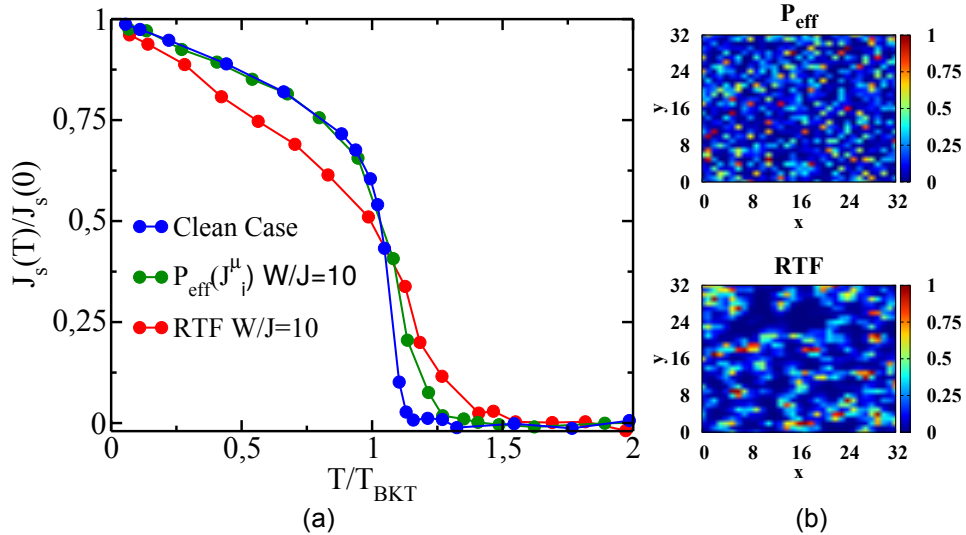 1
0,75
0,5
0,25
0
J_s(T)/J_s(0)
Clean Case
P_eff(J^μ_i) W/J=10
RTF W/J=10
0 0,5 1 1,5 2
T/T_BKT
(a)
P_eff
32
24
16
8
0
y
0 8 16 24 32
x
1
0.75
0.5
0.25
0
RTF
32
24
16
8
0
y
0 8 16 24 32
x
1
0.75
0.5
0.25
0
(b)